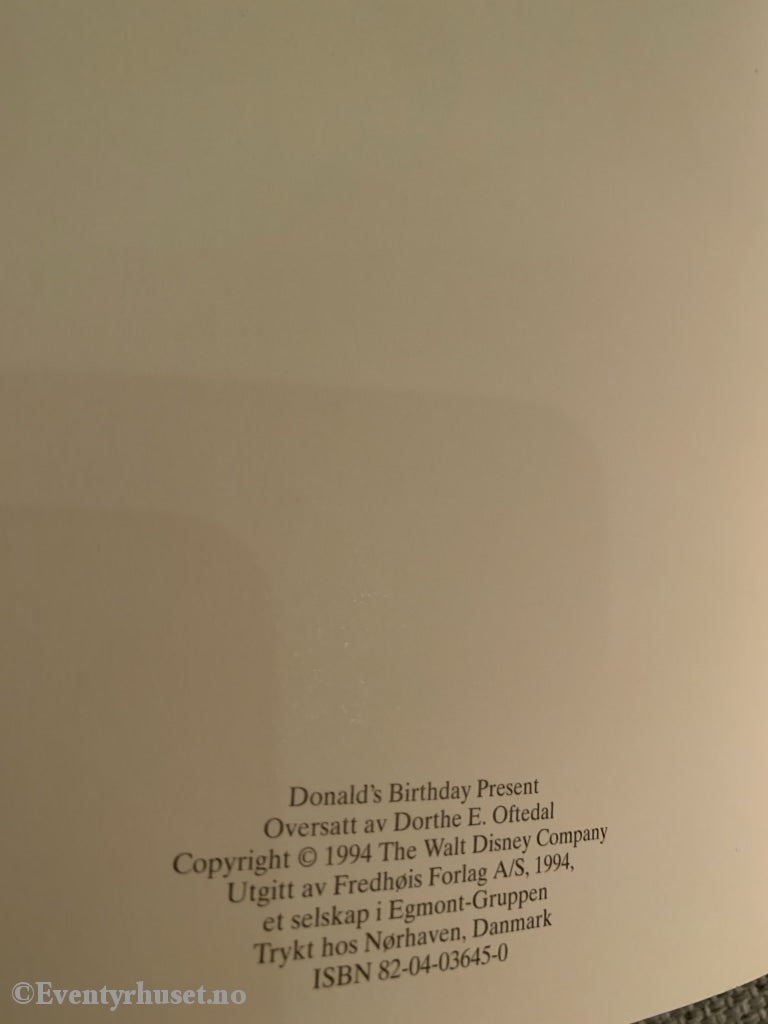 Donald's Birthday Present
Oversatt av Dorthe E. Oftedal
Copyright © 1994 The Walt Disney Company
Utgitt av Fredhøis Forlag A/S, 1994,
et selskap i Egmont-Gruppen
Trykt hos Nørhaven, Danmark
ISBN 82-04-03645-0
©Eventyrhuset.no